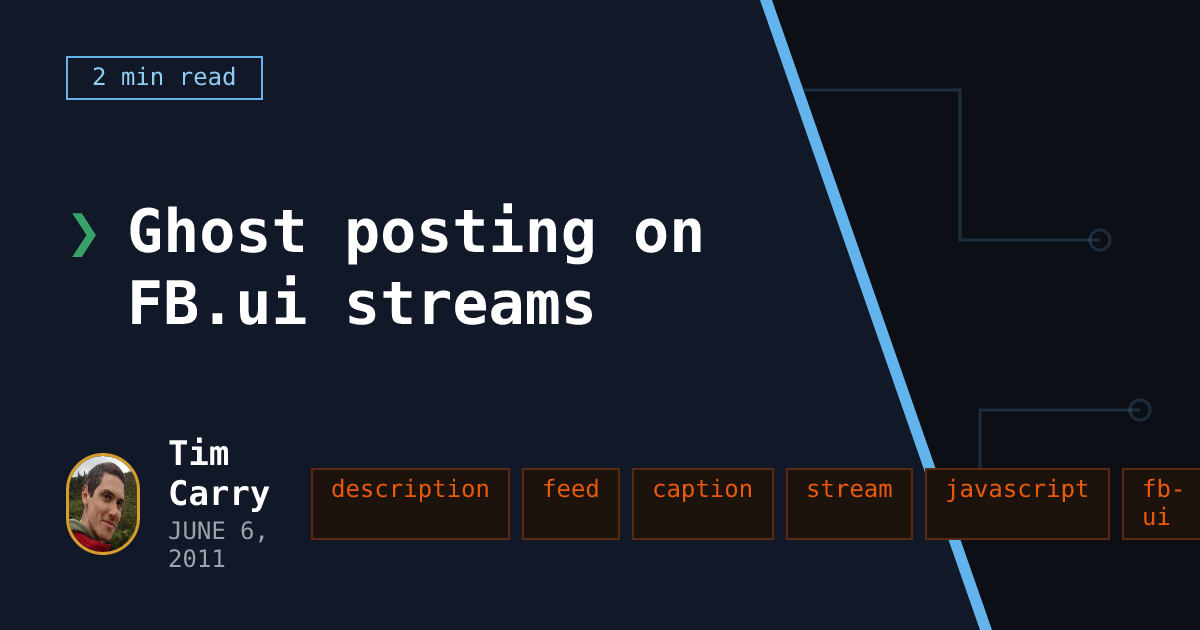 2 min read
❯ Ghost posting on
FB.ui streams
Tim
Carry
JUNE 6,
2011
description
feed
caption
stream
javascript
fb-
ui